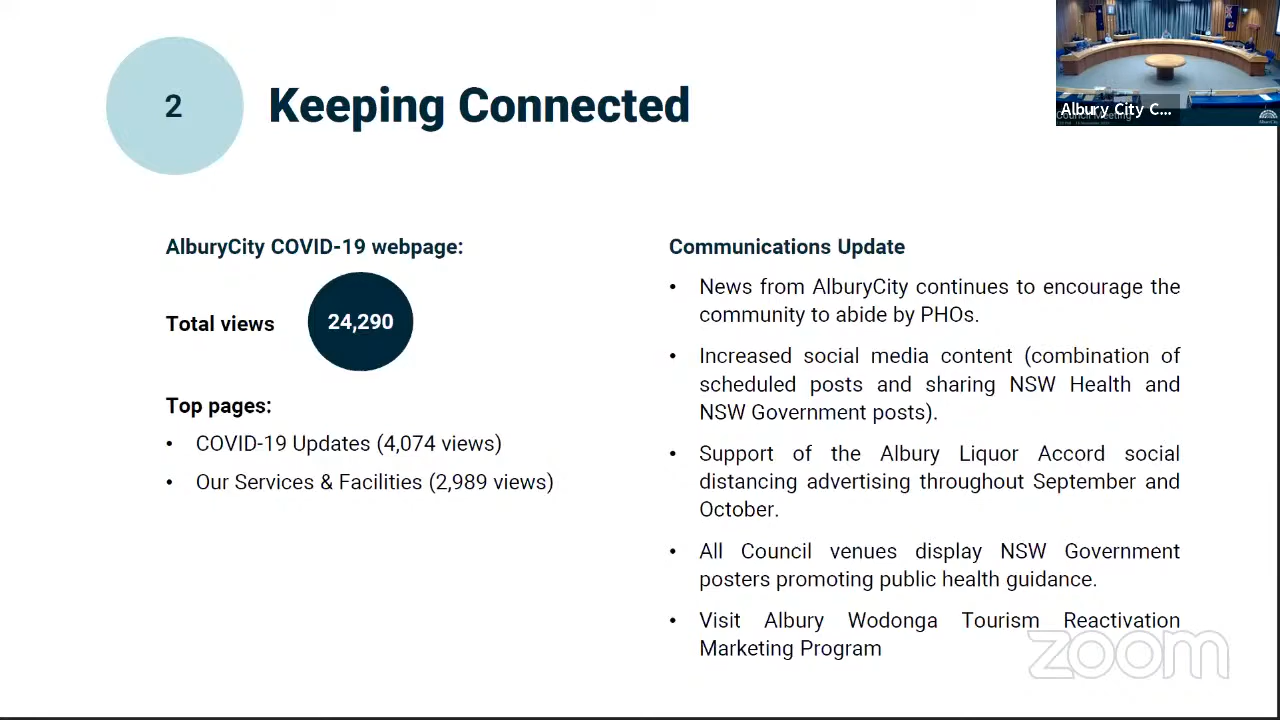 2
Keeping Connected
Albury City C...
Council Meeting
AlburyCity COVID-19 webpage:
Total views
24,290
Top pages:
• COVID-19 Updates (4,074 views)
• Our Services & Facilities (2,989 views)
Communications Update
• News from AlburyCity continues to encourage the
community to abide by PHOs.
• Increased social media content (combination of
scheduled posts and sharing NSW Health and
NSW Government posts).
• Support of the Albury Liquor Accord social
distancing advertising throughout September and
October.
• All Council venues display NSW Government
posters promoting public health guidance.
• Visit Albury Wodonga Tourism Reactivation
Marketing Program
zoom